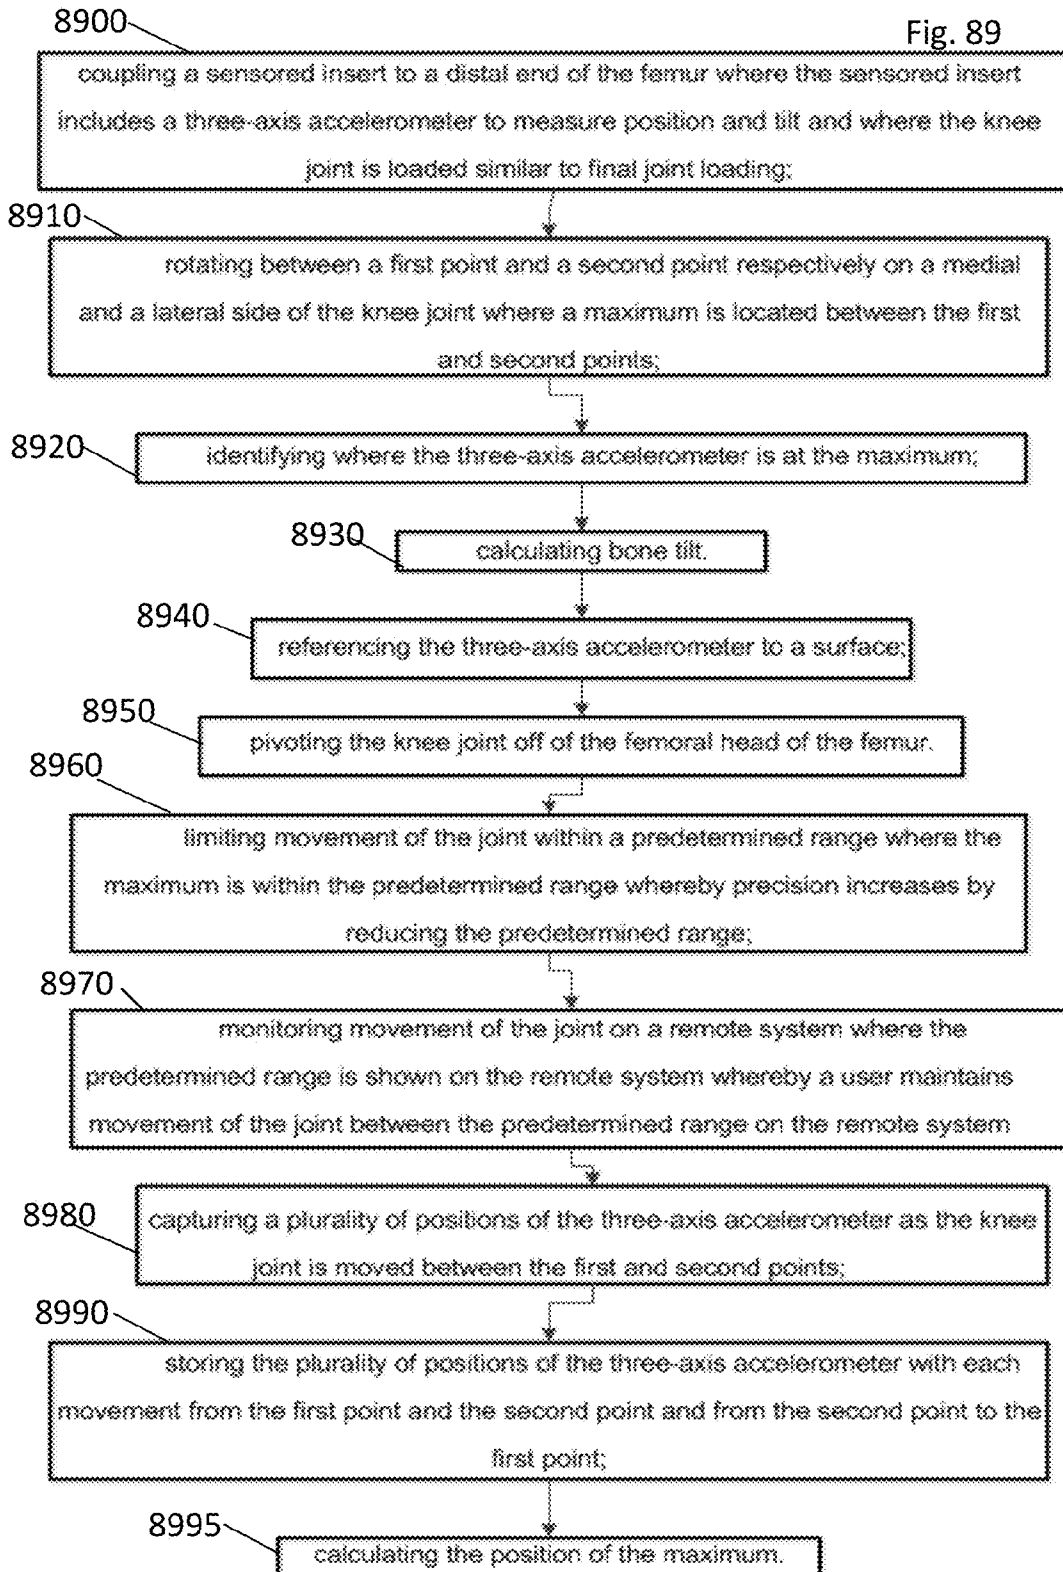 8900
Fig. 89
coupling a sensored insert to a distal end of the femur where the sensored insert
includes a three-axis accelerometer to measure position and tilt and where the knee
joint is loaded similar to final joint loading;
8910
rotating between a first point and a second point respectively on a medial
and a lateral side of the knee joint where a maximum is located between the first
and second points;
8920
identifying where the three-axis accelerometer is at the maximum;
8930
calculating bone tilt.
8940
referencing the three-axis accelerometer to a surface;
8950
pivoting the knee joint off of the femoral head of the femur.
8960
limiting movement of the joint within a predetermined range where the
maximum is within the predetermined range whereby precision increases by
reducing the predetermined range;
8970
monitoring movement of the joint on a remote system where the
predetermined range is shown on the remote system whereby a user maintains
movement of the joint between the predetermined range on the remote system
8980
capturing a plurality of positions of the three-axis accelerometer as the knee
joint is moved between the first and second points;
8990
storing the plurality of positions of the three-axis accelerometer with each
movement from the first point and the second point and from the second point to the
first point;
8995
calculating the position of the maximum.